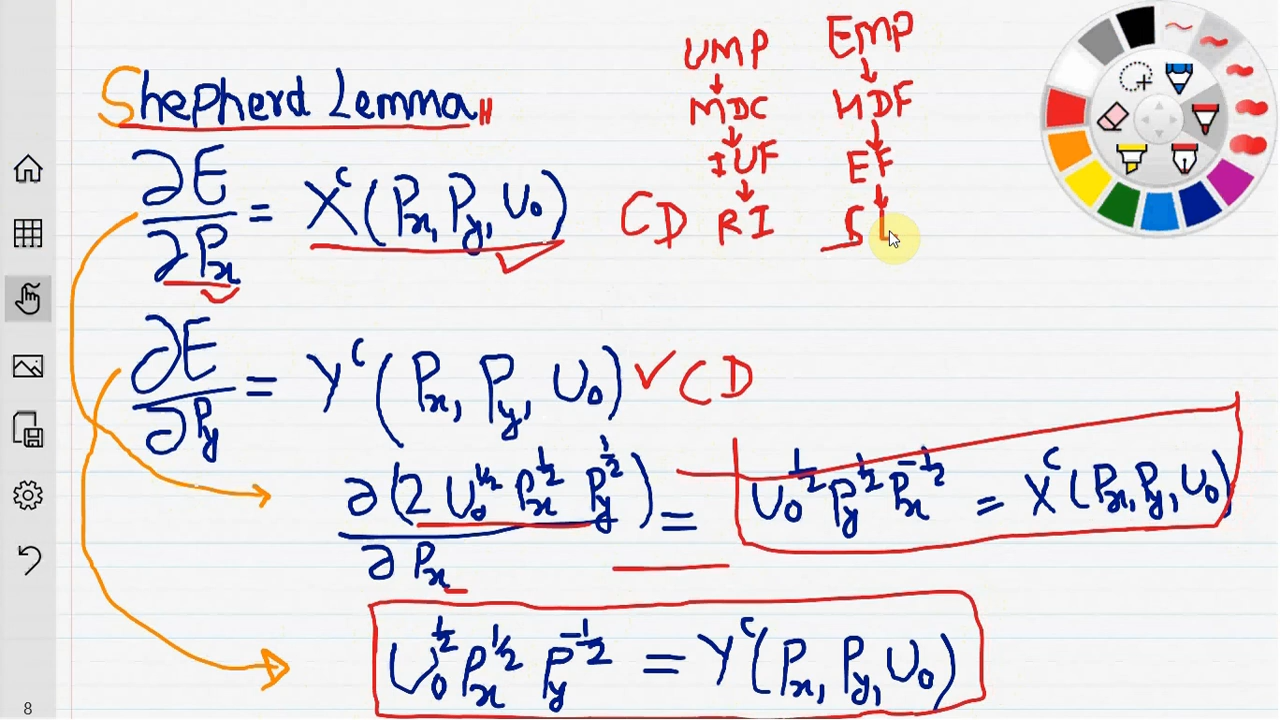 Shepherd Lemma H
UMP EMP
MDC HDF
IUF EF
CD RI S L
∂E/∂Px = X^c(Px, Py, U0)
∂E/∂Py = Y^c(Px, Py, U0) ✓ CD
∂(2 U0^1/2 Px^1/2 Py^1/2)/∂Px = U0^1/2 Py^1/2 Px^-1/2 = X^c(Px, Py, U0)
U0^1/2 Px^1/2 Py^-1/2 = Y^c(Px, Py, U0)
8